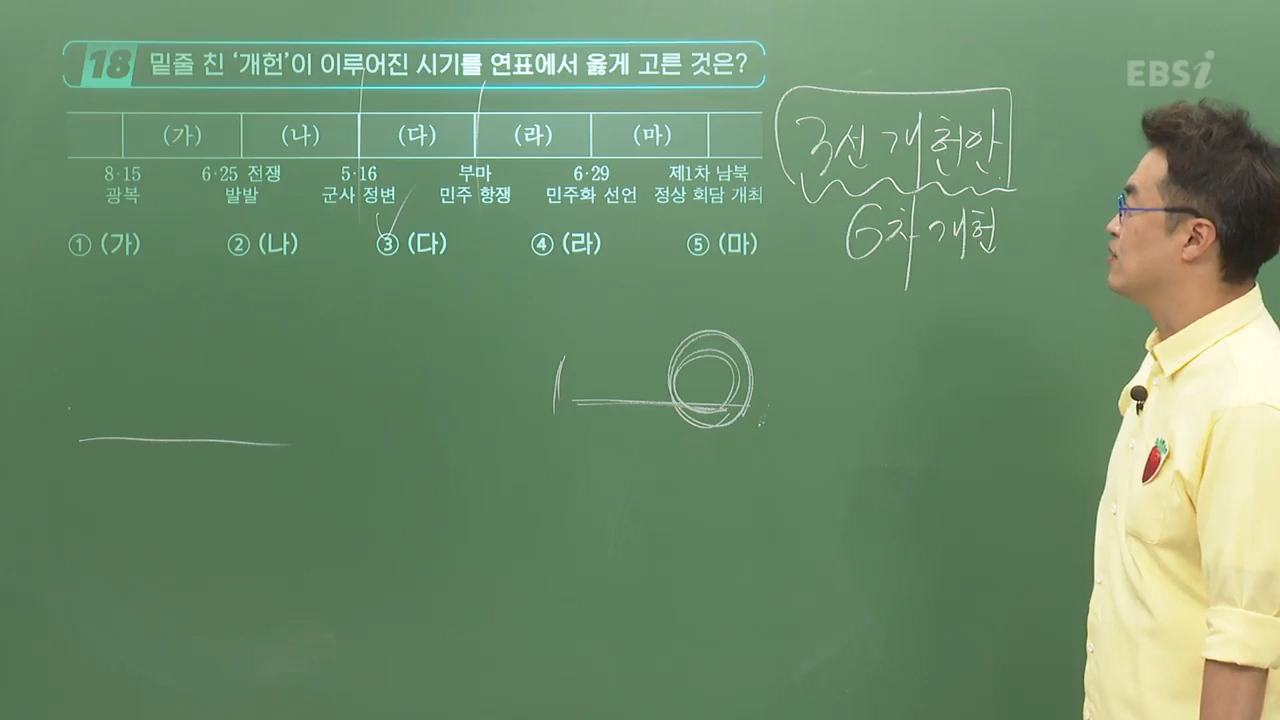 18 밑줄 친 ‘개헌’이 이루어진 시기를 연표에서 옳게 고른 것은?
EBSi
(가) (나) (다) (라) (마)
8·15 6·25 전쟁 5·16 부마 6·29 제1차 남북
광복 발발 군사 정변 민주 항쟁 민주화 선언 정상 회담 개최
① (가) ② (나) ③ (다) ④ (라) ⑤ (마)
3선 개헌안
6차 개헌